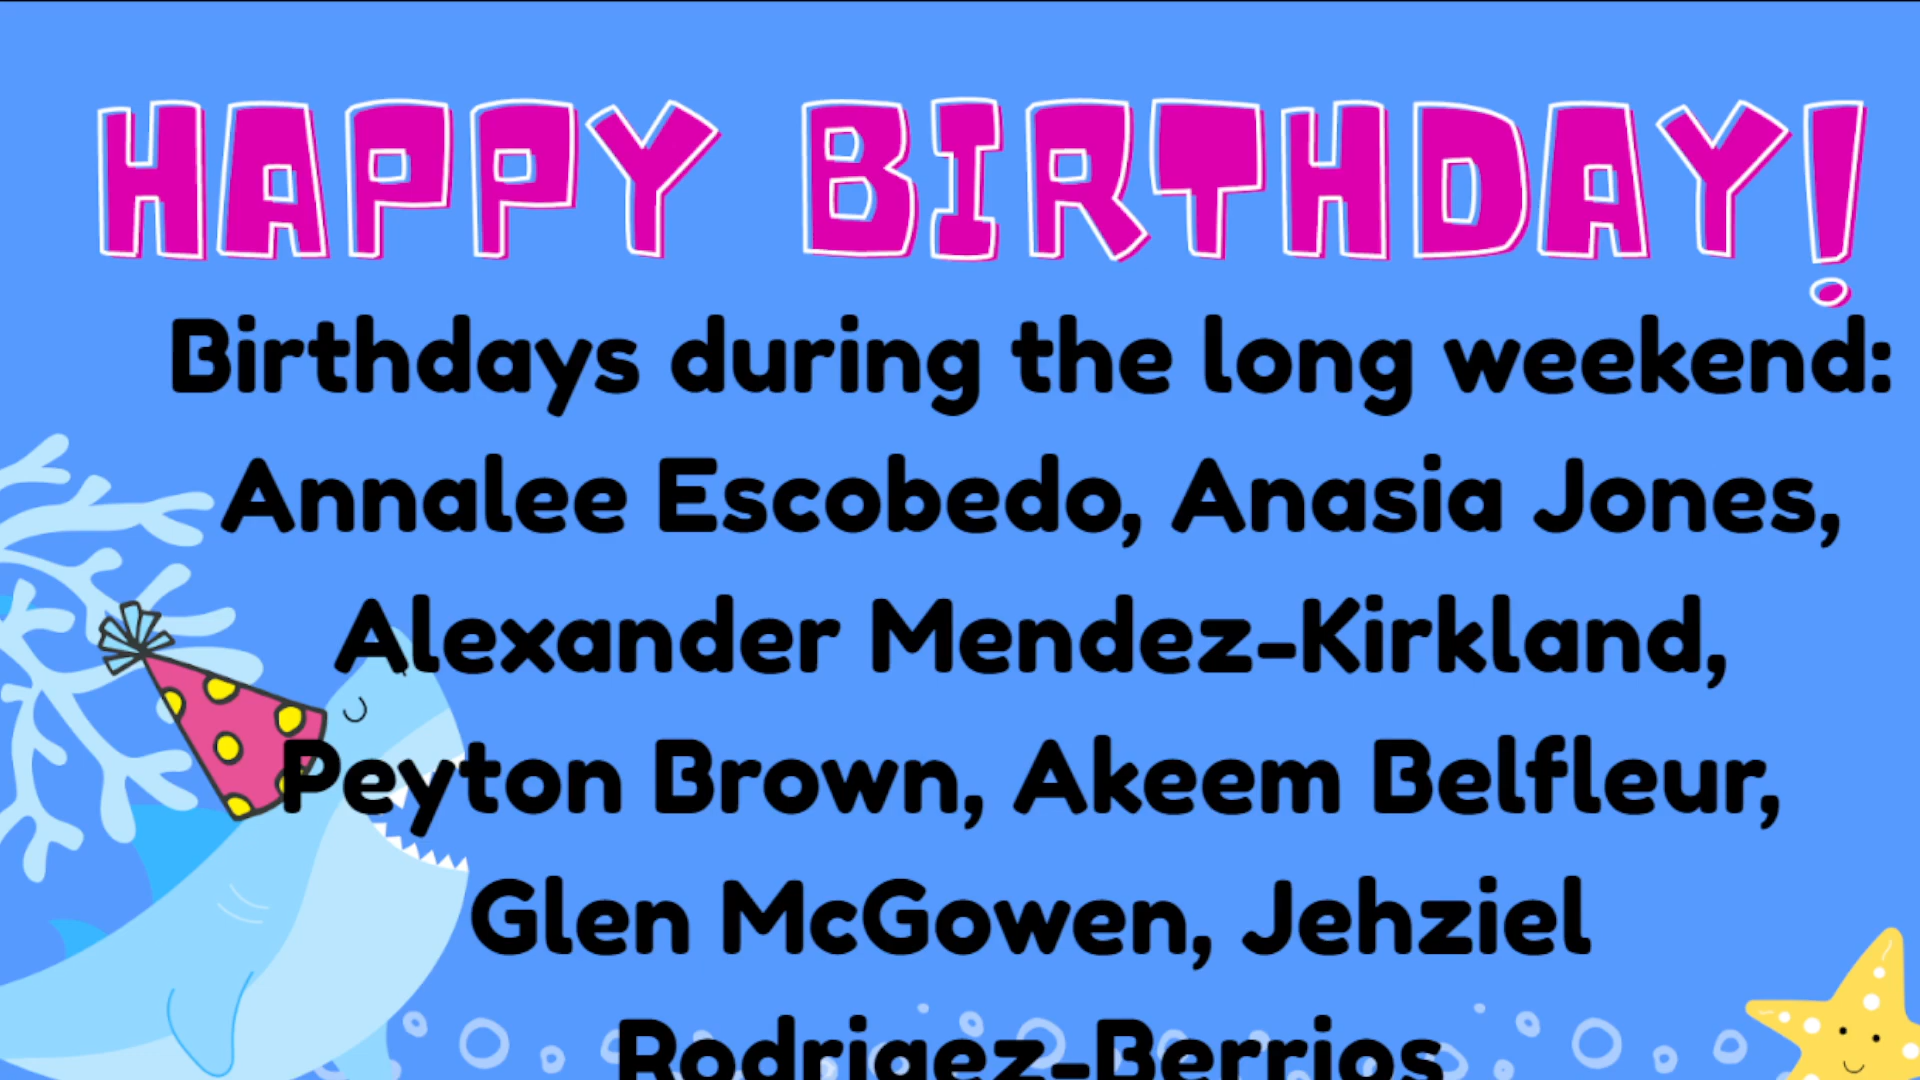 HAPPY BIRTHDAY!
Birthdays during the long weekend:
Annalee Escobedo, Anasia Jones,
Alexander Mendez-Kirkland,
Peyton Brown, Akeem Belfleur,
Glen McGowen, Jehziel
Rodrigez-Berrios